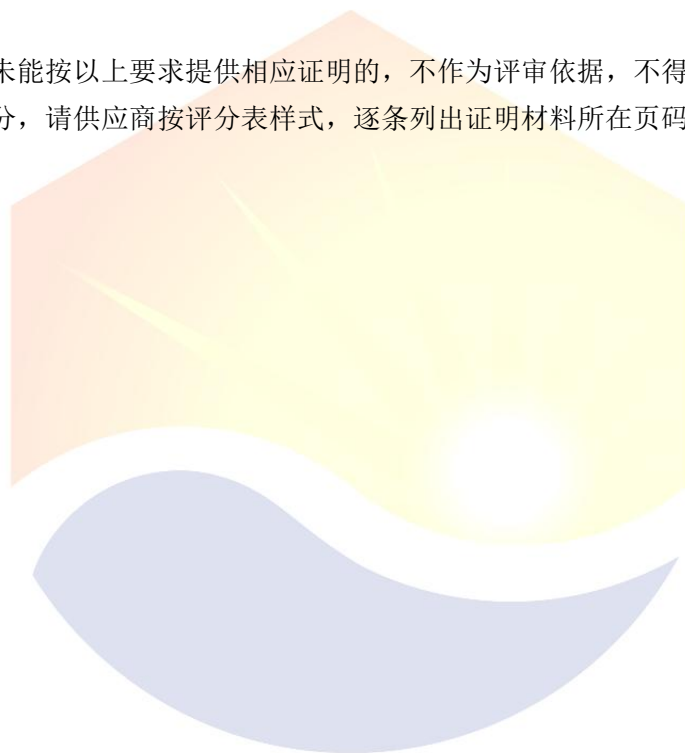 未能按以上要求提供相应证明的，不作为评审依据，不得
分，请供应商按评分表样式，逐条列出证明材料所在页码